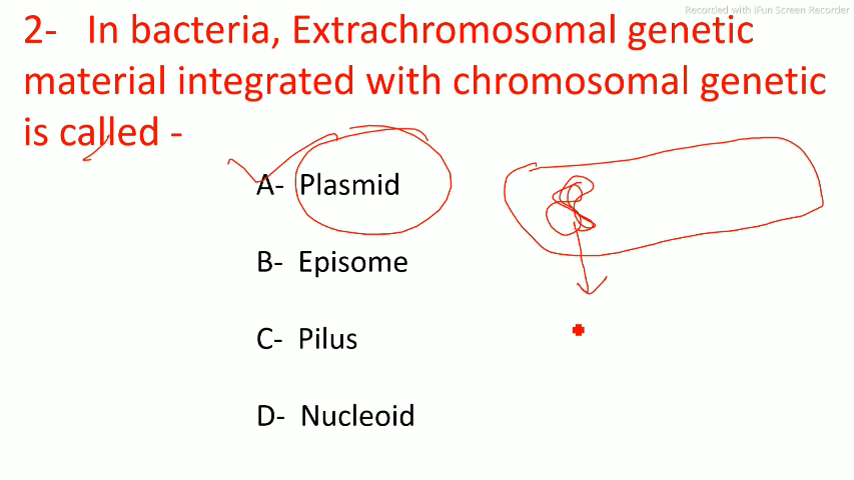 Recorded with iFun Screen Recorder
2- In bacteria, Extrachromosomal genetic
material integrated with chromosomal genetic
is called -
A- Plasmid
B- Episome
C- Pilus
D- Nucleoid